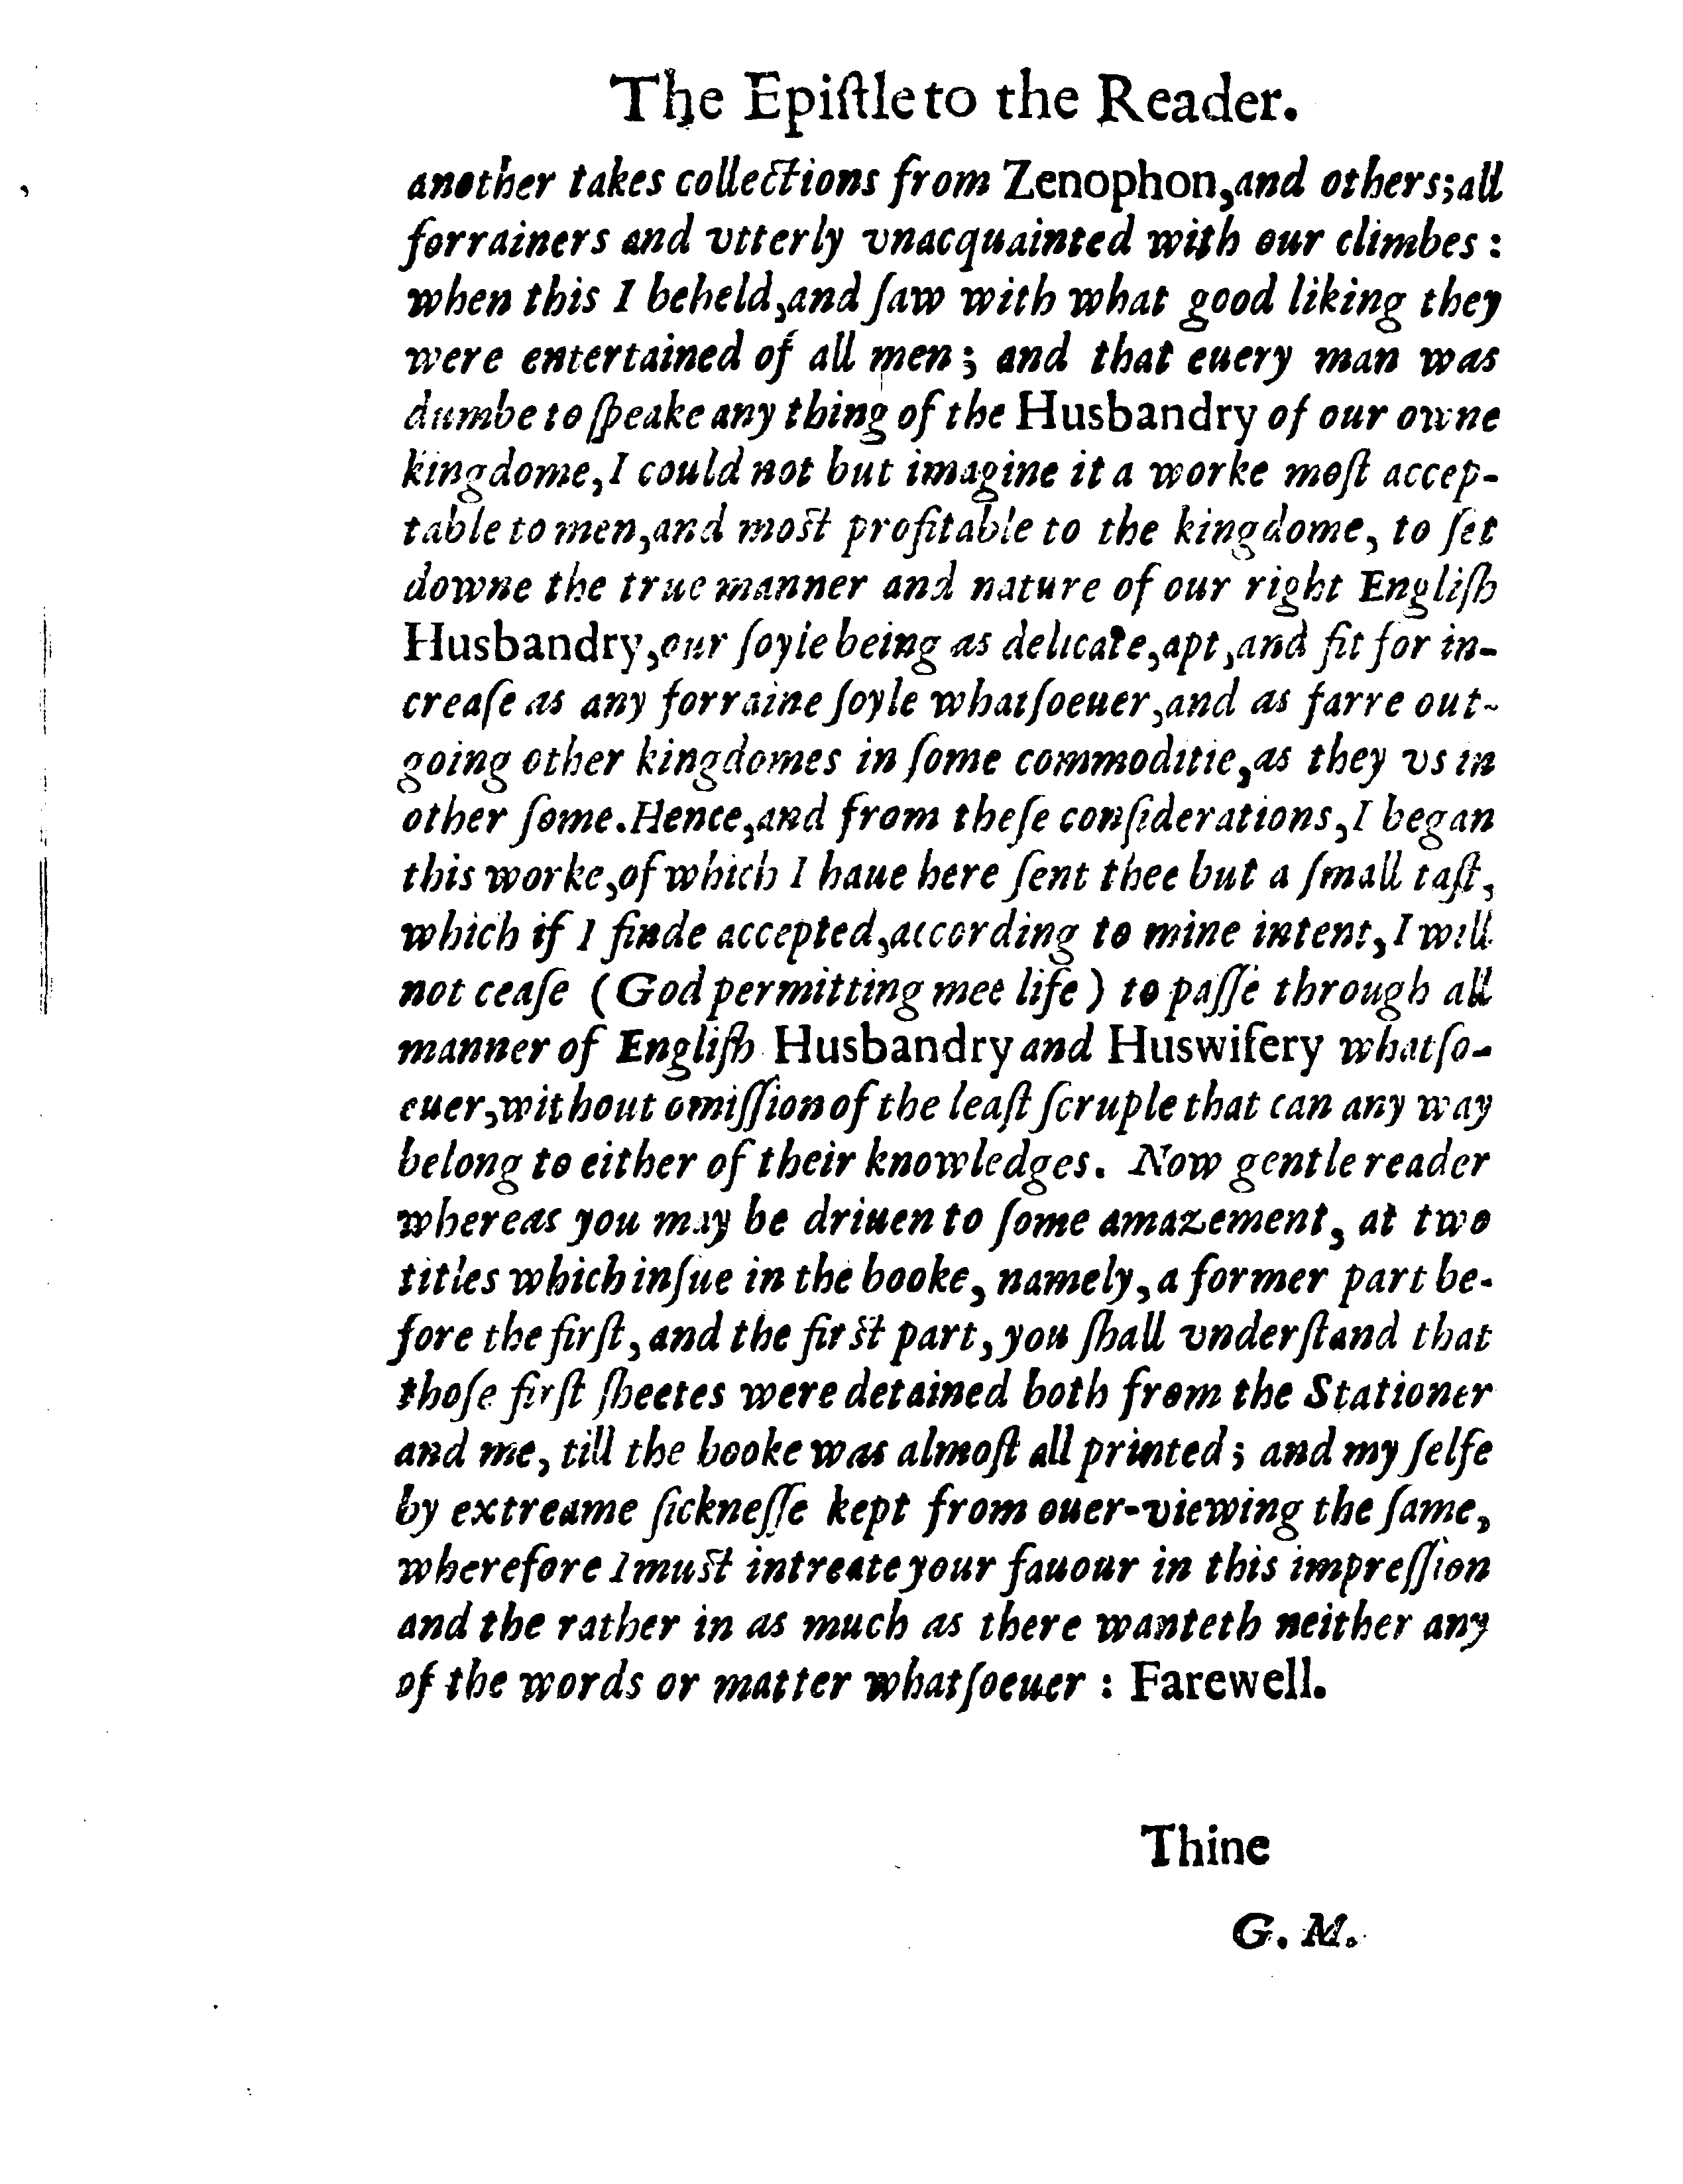 The Epiſtle to the Reader.
another takes collections from Zenophon, and others; all
forrainers and vtterly vnacquainted with our climbes:
when this I beheld, and ſaw with what good liking they
were entertained of all men; and that euery man was
dumbe to ſpeake any thing of the Husbandry of our owne
kingdome, I could not but imagine it a worke moſt accep-
table to men, and moſt profitable to the kingdome, to ſet
downe the true manner and nature of our right Engliſh
Husbandry, our ſoyle being as delicate, apt, and fit for in-
creaſe as any forraine ſoyle whatſoeuer, and as farre out-
going other kingdomes in ſome commoditie, as they vs in
other ſome. Hence, and from theſe conſiderations, I began
this worke, of which I haue here ſent thee but a ſmall taſt,
which if I finde accepted, according to mine intent, I will
not ceaſe (God permitting mee life) to paſſe through all
manner of Engliſh Husbandry and Huswifery whatſo-
euer, without omiſſion of the leaſt ſcruple that can any way
belong to either of their knowledges. Now gentle reader
whereas you may be driuen to ſome amazement, at two
titles which inſue in the booke, namely, a former part be-
fore the firſt, and the firſt part, you ſhall vnderſtand that
thoſe firſt ſheetes were detained both from the Stationer
and me, till the booke was almoſt all printed; and my ſelfe
by extreame ſickneſſe kept from ouer-viewing the ſame,
wherefore I muſt intreate your fauour in this impreſſion
and the rather in as much as there wanteth neither any
of the words or matter whatſoeuer: Farewell.
Thine
G. M.